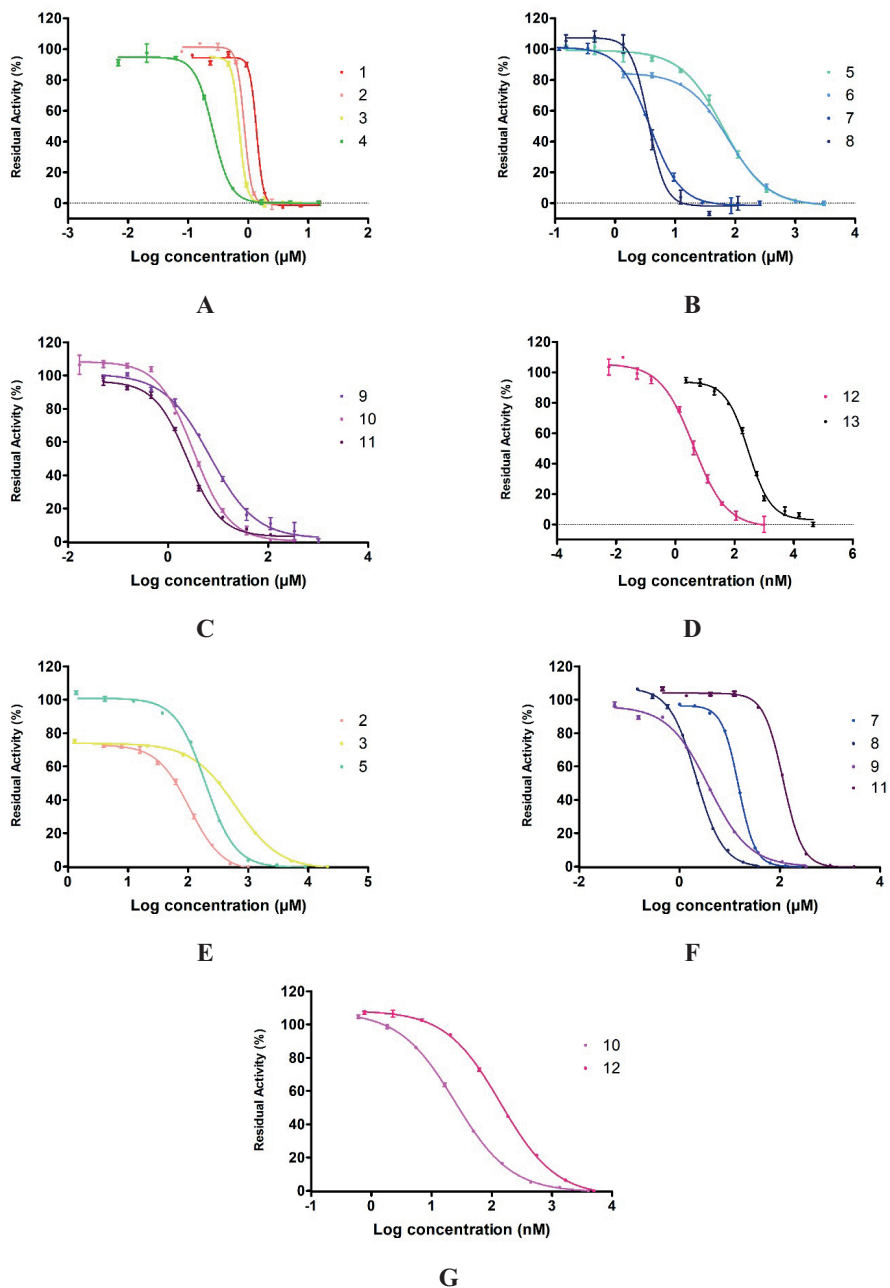 120
100
80
60
40
20
0
Residual Activity (%)
-3 -2 -1 0 1 2
Log concentration (µM)
1
2
3
4
A
120
100
80
60
40
20
0
Residual Activity (%)
-1 0 1 2 3 4
Log concentration (µM)
5
6
7
8
B
120
100
80
60
40
20
0
Residual Activity (%)
-2 0 2 4
Log concentration (µM)
9
10
11
C
120
100
80
60
40
20
0
Residual Activity (%)
-4 -2 0 2 4 6
Log concentration (nM)
12
13
D
120
100
80
60
40
20
0
Residual Activity (%)
0 1 2 3 4 5
Log concentration (µM)
2
3
5
E
120
100
80
60
40
20
0
Residual Activity (%)
-2 0 2 4
Log concentration (µM)
7
8
9
11
F
120
100
80
60
40
20
0
Residual Activity (%)
-1 0 1 2 3 4
Log concentration (nM)
10
12
G